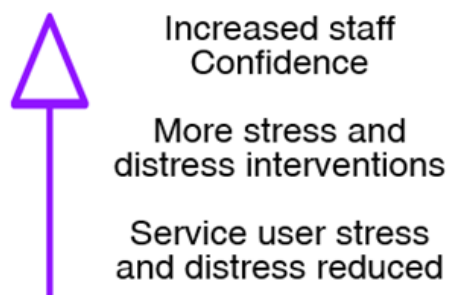 Increased staff
Confidence
More stress and
distress interventions
Service user stress
and distress reduced